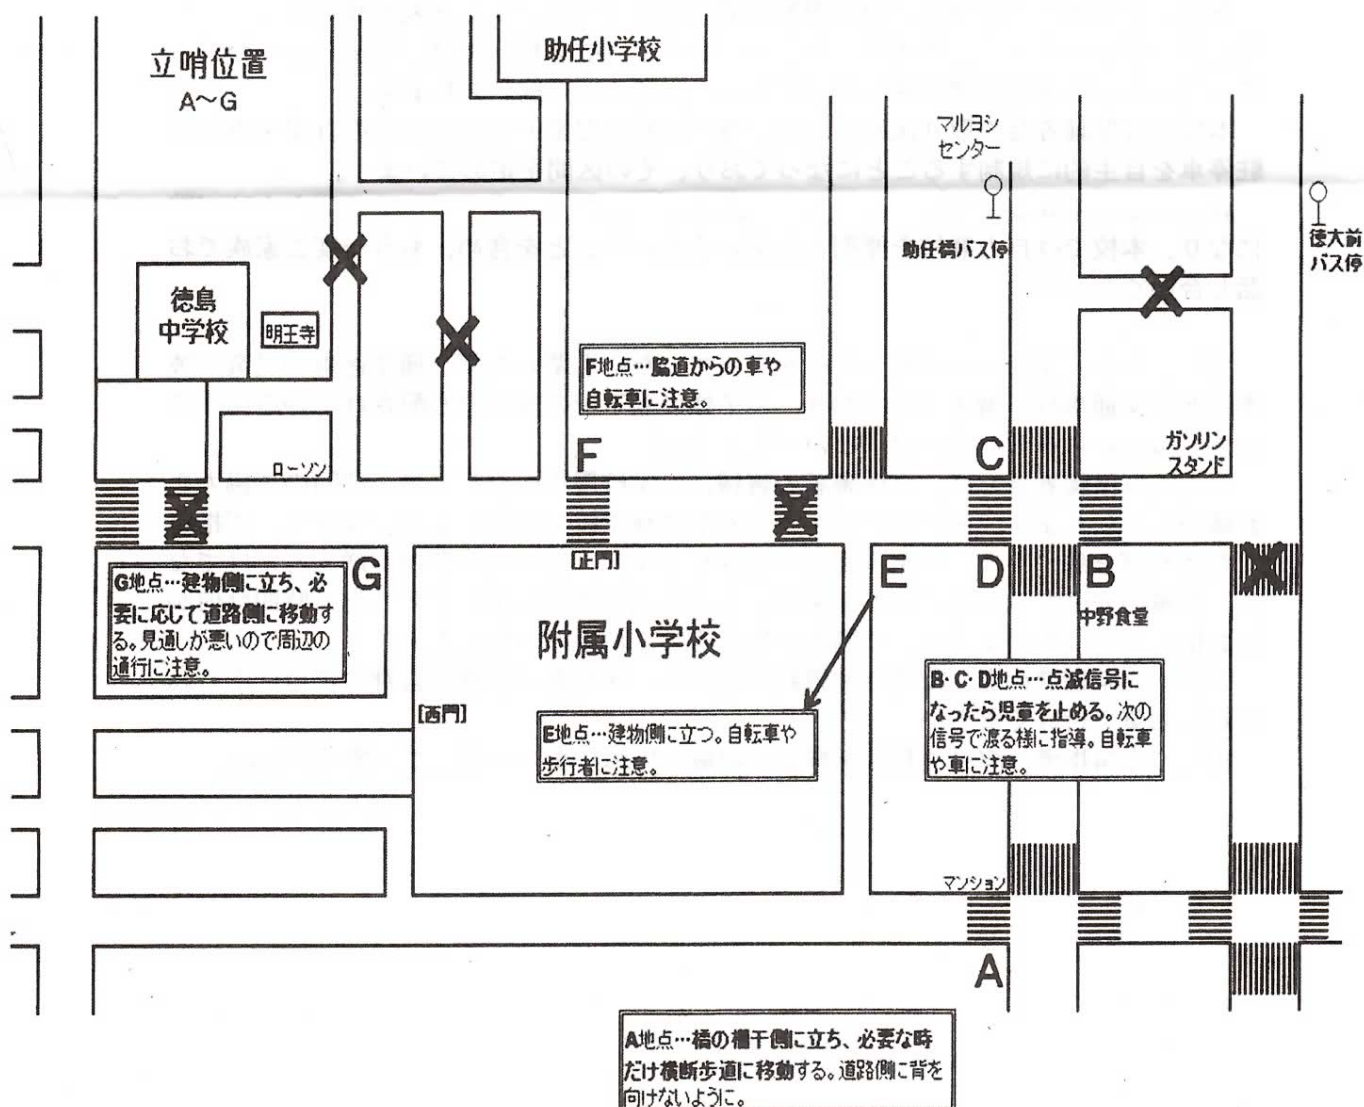 立哨位置
A～G
助任小学校
マルヨシ
センター
助任橋バス停
徳大前
バス停
徳島
中学校
明王寺
F地点…脇道からの車や
自転車に注意。
ローソン
F
C
ガソリン
スタンド
G地点…建物側に立ち、必
要に応じて道路側に移動す
る。見通しが悪いので周辺の
通行に注意。
G
[正門]
E
D
B
中野食堂
附属小学校
[西門]
E地点…建物側に立つ。自転車や
歩行者に注意。
B・C・D地点…点滅信号に
なったら児童を止める。次の
信号で渡る様に指導。自転車
や車に注意。
マンション
A
A地点…橋の欄干側に立ち、必要な時
だけ横断歩道に移動する。道路側に背を
向けないように。